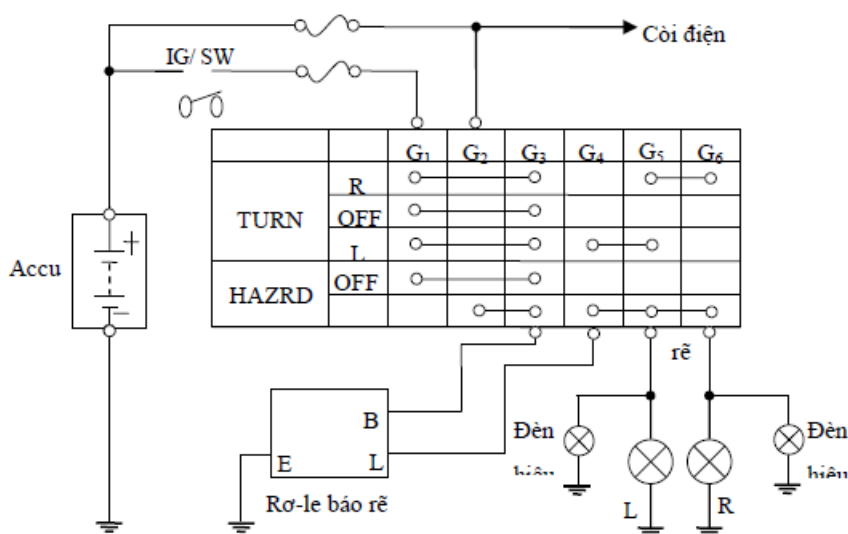 Còi điện
IG/ SW
G₁ G₂ G₃ G₄ G₅ G₆
R
TURN OFF
L
HAZRD OFF
Accu
+
−
rẽ
B
E L
Rơ-le báo rẽ
Đèn
L R
Đèn